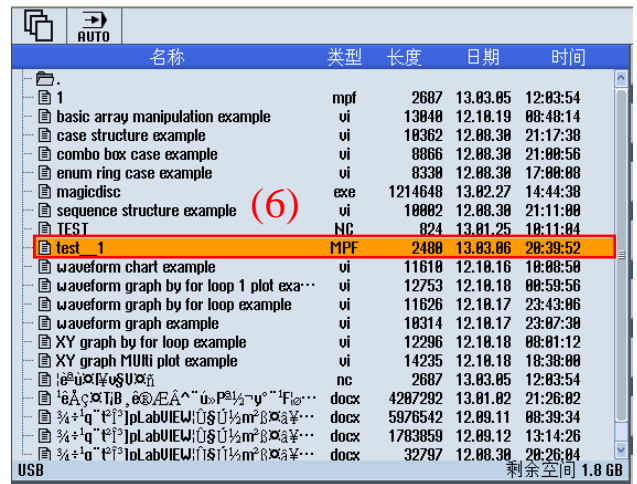 AUTO
名称 类型 长度 日期 时间
.
1 mpf 2687 13.03.05 12:03:54
basic array manipulation example vi 13040 12.10.19 08:48:14
case structure example vi 10362 12.08.30 21:17:38
combo box case example vi 8866 12.08.30 21:00:56
enum ring case example vi 8330 12.08.30 17:00:08
magicdisc exe 1214648 13.02.27 14:44:38
(6)
sequence structure example vi 10002 12.08.30 21:11:00
TEST NC 824 13.01.25 10:11:04
test__1 MPF 2480 13.03.06 20:39:52
waveform chart example vi 11610 12.10.16 10:08:50
waveform graph by for loop 1 plot exa··· vi 12753 12.10.18 00:59:56
waveform graph by for loop example vi 11626 12.10.17 23:43:06
waveform graph example vi 10314 12.10.17 23:07:30
XY graph by for loop example vi 12296 12.10.18 08:01:12
XY graph MUlti plot example vi 14235 12.10.18 18:38:00
nc 2687 13.03.05 12:03:54
docx 4207292 13.01.02 21:26:02
]pLabVIEW docx 5976542 12.09.11 08:39:34
]pLabVIEW docx 1783859 12.09.12 13:14:26
]pLabVIEW docx 32797 12.08.30 20:26:04
USB 剩余空间 1.8 GB